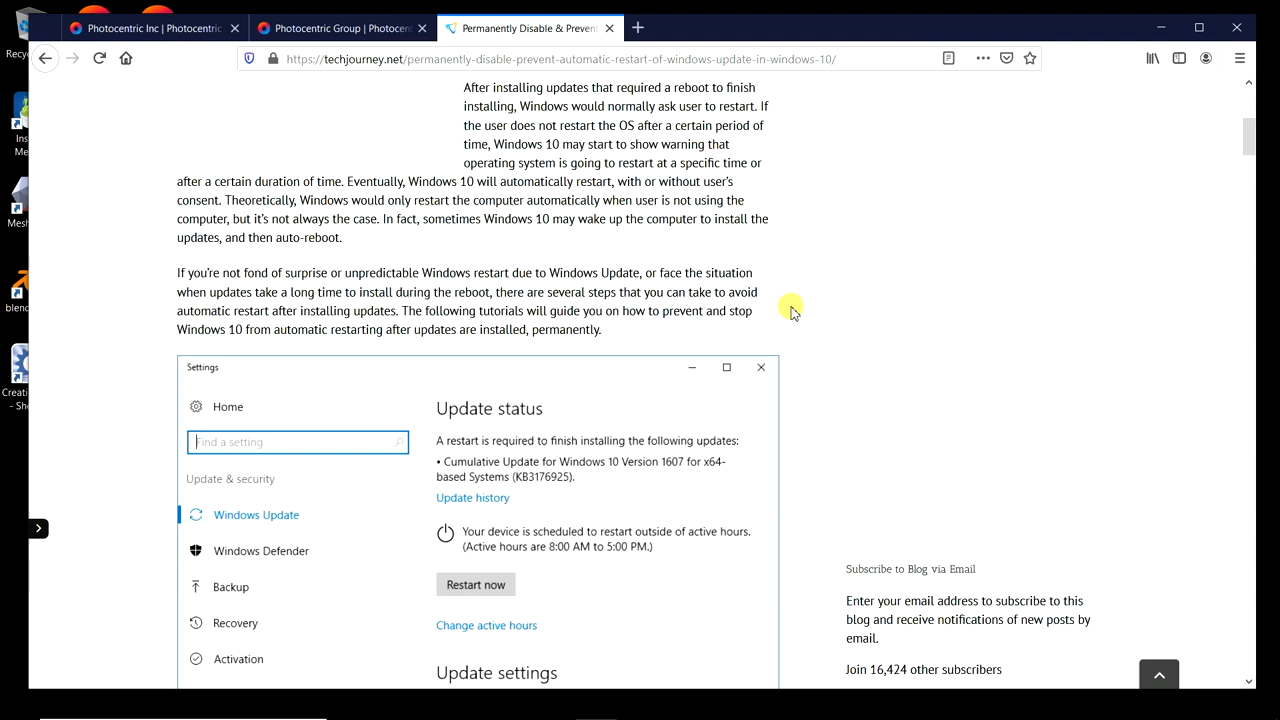 Recy
Ins
Me
Mesh
blen
Creati
- Sho
Photocentric Inc | Photocentric
Photocentric Group | Photocen
Permanently Disable & Preven
https://techjourney.net/permanently-disable-prevent-automatic-restart-of-windows-update-in-windows-10/
After installing updates that required a reboot to finish
installing, Windows would normally ask user to restart. If
the user does not restart the OS after a certain period of
time, Windows 10 may start to show warning that
operating system is going to restart at a specific time or
after a certain duration of time. Eventually, Windows 10 will automatically restart, with or without user's
consent. Theoretically, Windows would only restart the computer automatically when user is not using the
computer, but it's not always the case. In fact, sometimes Windows 10 may wake up the computer to install the
updates, and then auto-reboot.
If you're not fond of surprise or unpredictable Windows restart due to Windows Update, or face the situation
when updates take a long time to install during the reboot, there are several steps that you can take to avoid
automatic restart after installing updates. The following tutorials will guide you on how to prevent and stop
Windows 10 from automatic restarting after updates are installed, permanently.
Settings
Home
Find a setting
Update & security
Windows Update
Windows Defender
Backup
Recovery
Activation
Update status
A restart is required to finish installing the following updates:
• Cumulative Update for Windows 10 Version 1607 for x64-
based Systems (KB3176925).
Update history
Your device is scheduled to restart outside of active hours.
(Active hours are 8:00 AM to 5:00 PM.)
Restart now
Change active hours
Update settings
Subscribe to Blog via Email
Enter your email address to subscribe to this
blog and receive notifications of new posts by
email.
Join 16,424 other subscribers